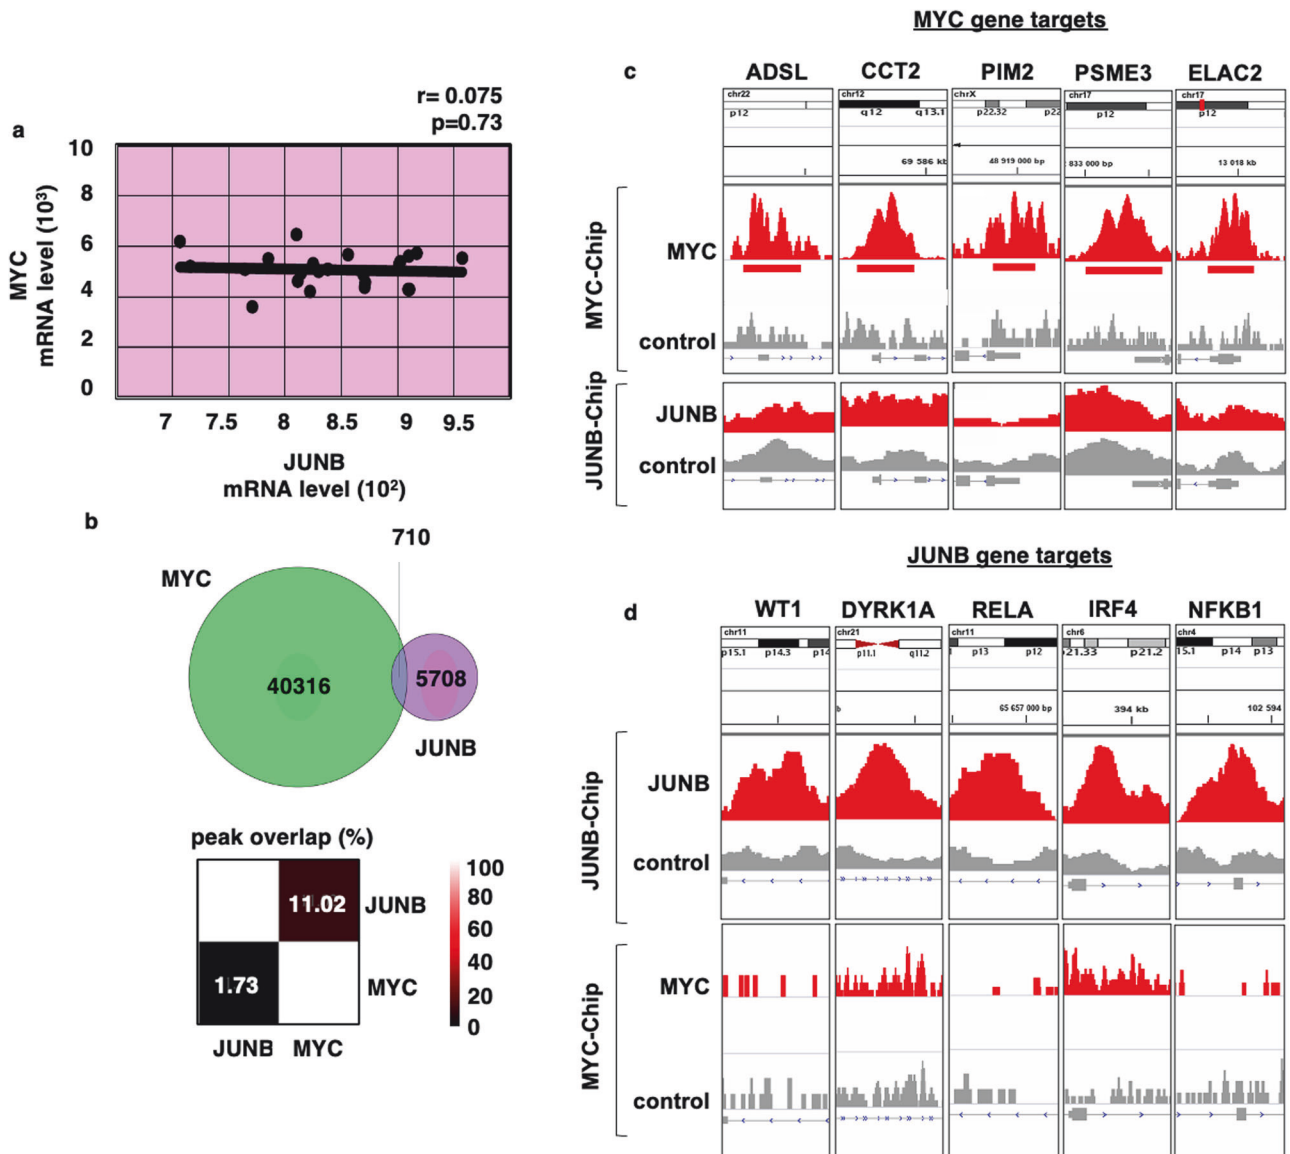 a
r= 0.075
p=0.73
10
8
6
4
2
0
MYC
mRNA level (10³)
7 7.5 8 8.5 9 9.5
JUNB
mRNA level (10²)
b
710
MYC
40316
5708
JUNB
peak overlap (%)
11.02 JUNB
1.73 MYC
JUNB MYC
100
80
60
40
20
0
MYC gene targets
c
ADSL CCT2 PIM2 PSME3 ELAC2
chr22 chr12 chrX chr17 chr17
p12 q12 q13.1 p22.32 p22 p12 p12
69 586 kb 48 919 000 bp 833 000 bp 13 018 kb
MYC-Chip
MYC
control
JUNB-Chip
JUNB
control
JUNB gene targets
d
WT1 DYRK1A RELA IRF4 NFKB1
chr11 chr21 chr11 chr6 chr4
p15.1 p14.3 p14 p11.1 q11.2 p13 p12 p21.33 p21.2 15.1 p14 p13
b 65 657 000 bp 394 kb 102 594
JUNB-Chip
JUNB
control
MYC-Chip
MYC
control